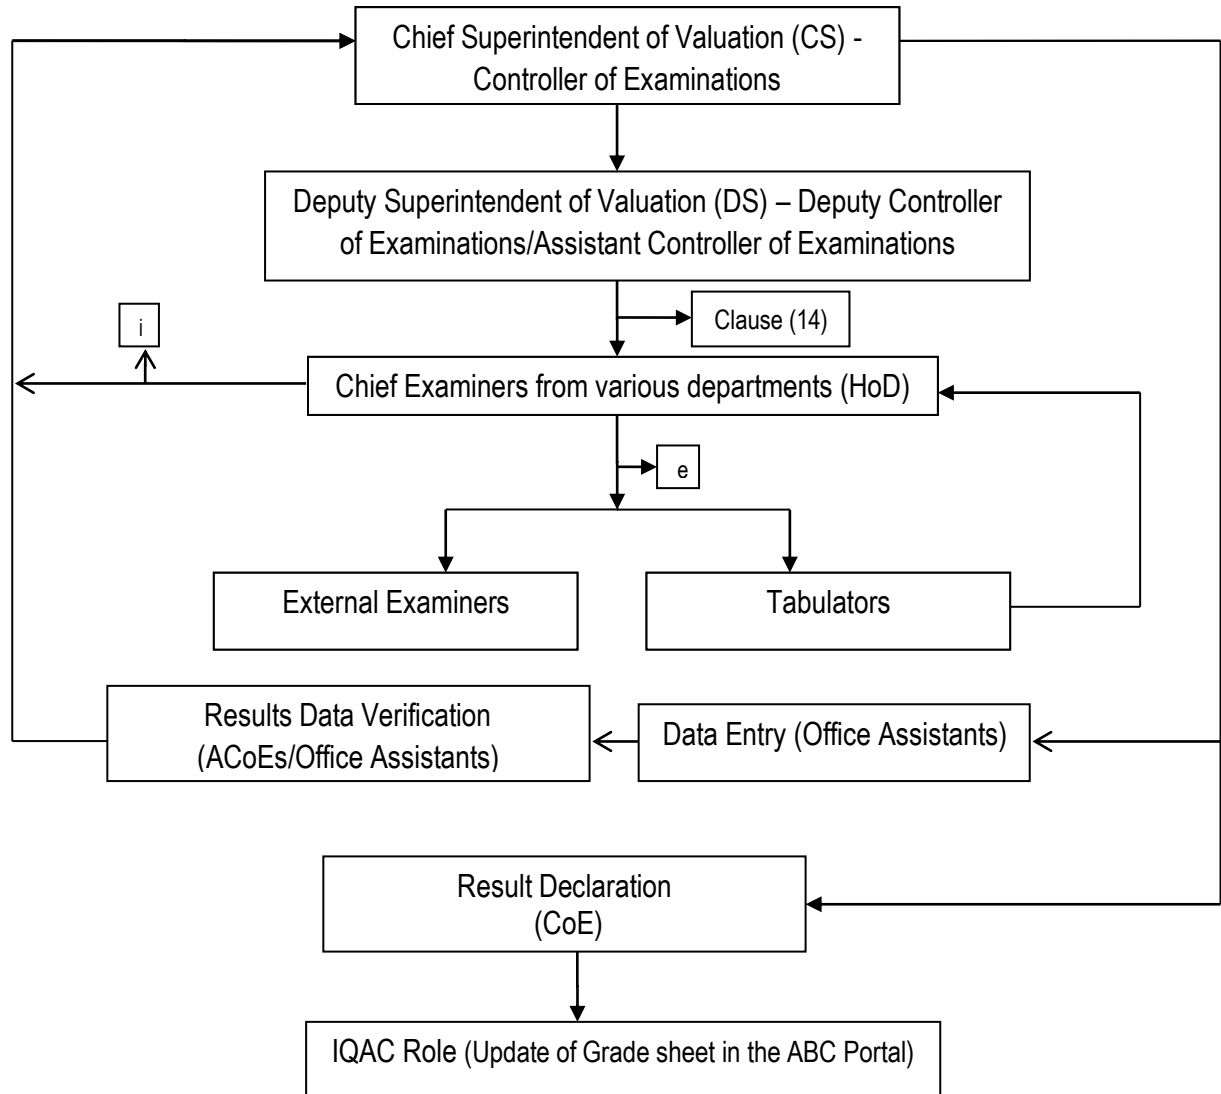 Chief Superintendent of Valuation (CS) -
Controller of Examinations
Deputy Superintendent of Valuation (DS) – Deputy Controller
of Examinations/Assistant Controller of Examinations
Clause (14)
i
Chief Examiners from various departments (HoD)
e
External Examiners
Tabulators
Results Data Verification
(ACoEs/Office Assistants)
Data Entry (Office Assistants)
Result Declaration
(CoE)
IQAC Role (Update of Grade sheet in the ABC Portal)